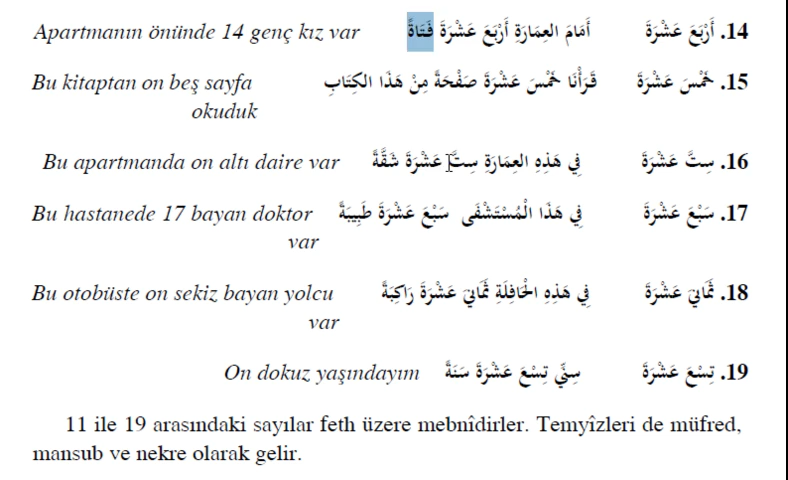 14. أَرْبَعَ عَشْرَةَ أَمَامَ العِمَارَةِ أَرْبَعَ عَشْرَةَ فَتَاةً Apartmanın önünde 14 genç kız var
15. خَمْسَ عَشْرَةَ قَرَأْنَا خَمْسَ عَشْرَةَ صَفْحَةً مِنْ هَذَا الكِتَابِ Bu kitaptan on beş sayfa
okuduk
16. سِتَّ عَشْرَةَ فِي هَذِهِ العِمَارَةِ سِتَّ عَشْرَةَ شَقَّةً Bu apartmanda on altı daire var
17. سَبْعَ عَشْرَةَ فِي هَذَا الْمُسْتَشْفَى سَبْعَ عَشْرَةَ طَبِيبَةً Bu hastanede 17 bayan doktor
var
18. ثَمَانِيَ عَشْرَةَ فِي هَذِهِ الْحَافِلَةِ ثَمَانِيَ عَشْرَةَ رَاكِبَةً Bu otobüste on sekiz bayan yolcu
var
19. تِسْعَ عَشْرَةَ سِنِّي تِسْعَ عَشْرَةَ سَنَةً On dokuz yaşındayım
11 ile 19 arasındaki sayılar feth üzere mebnîdirler. Temyîzleri de müfred,
mansub ve nekre olarak gelir.